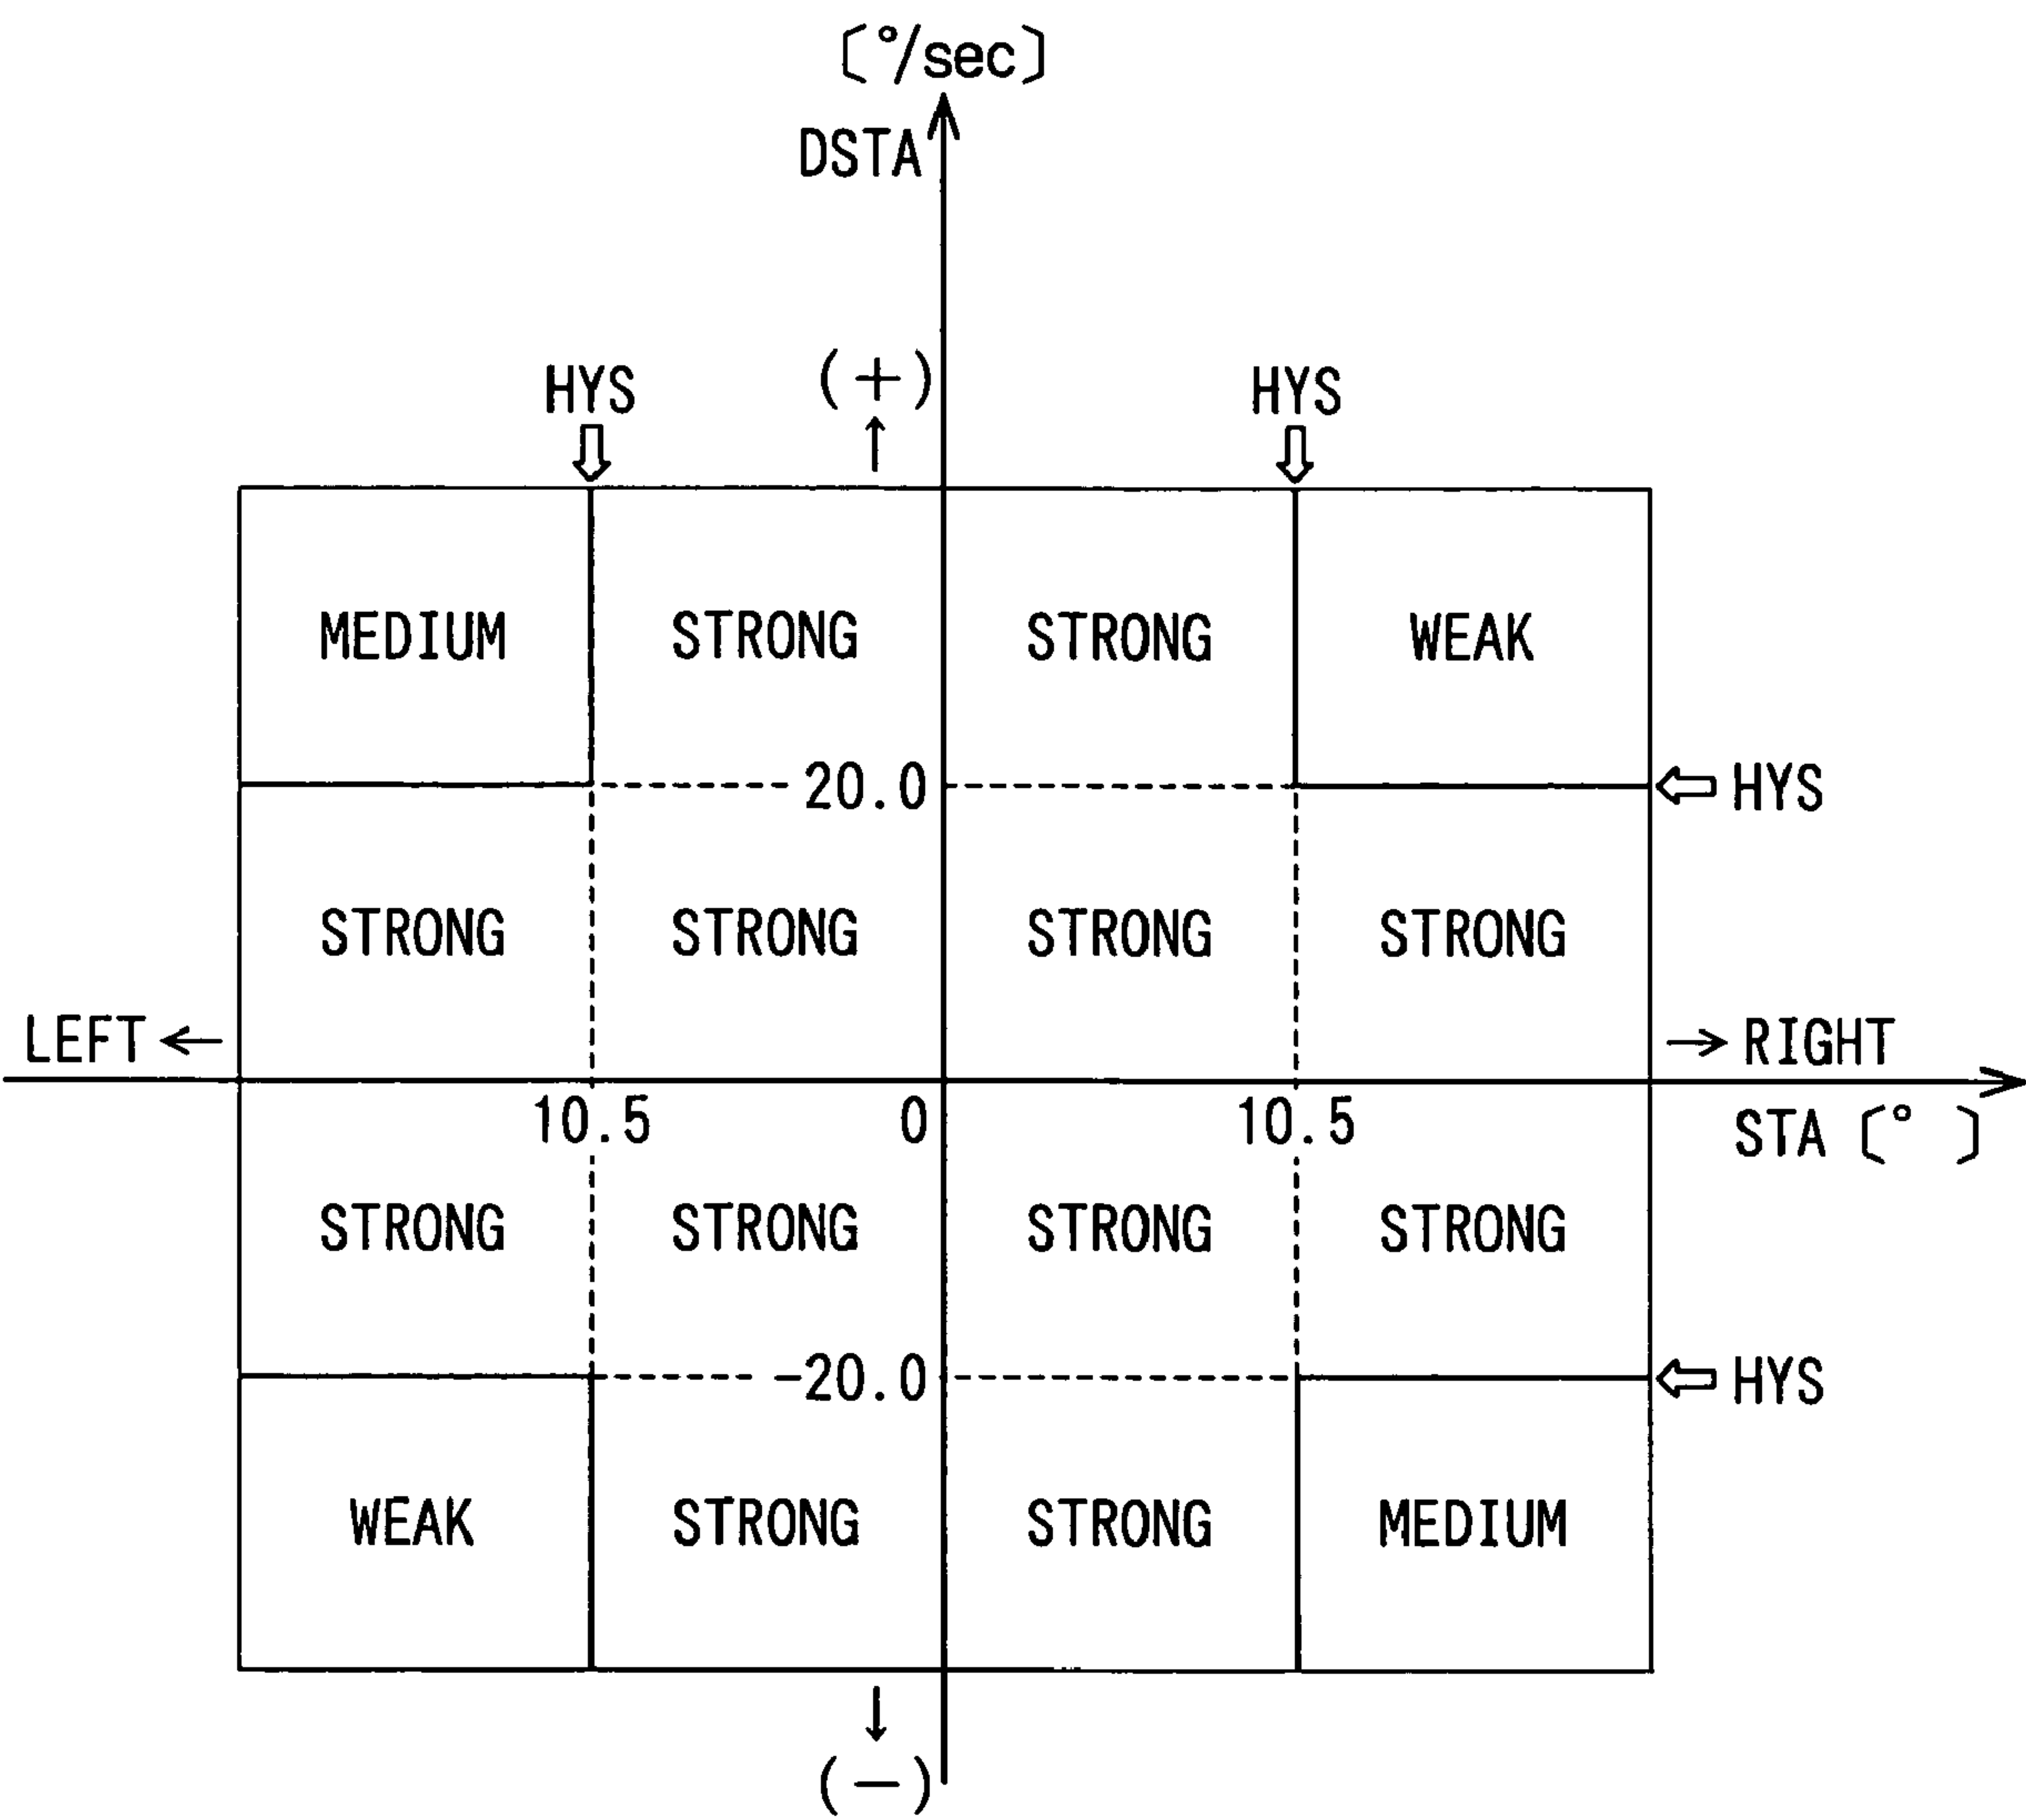 〔°/sec〕
DSTA
HYS (+) HYS
MEDIUM STRONG STRONG WEAK
20.0 HYS
STRONG STRONG STRONG STRONG
LEFT RIGHT
10.5 0 10.5 STA〔° 〕
STRONG STRONG STRONG STRONG
-20.0 HYS
WEAK STRONG STRONG MEDIUM
(-)